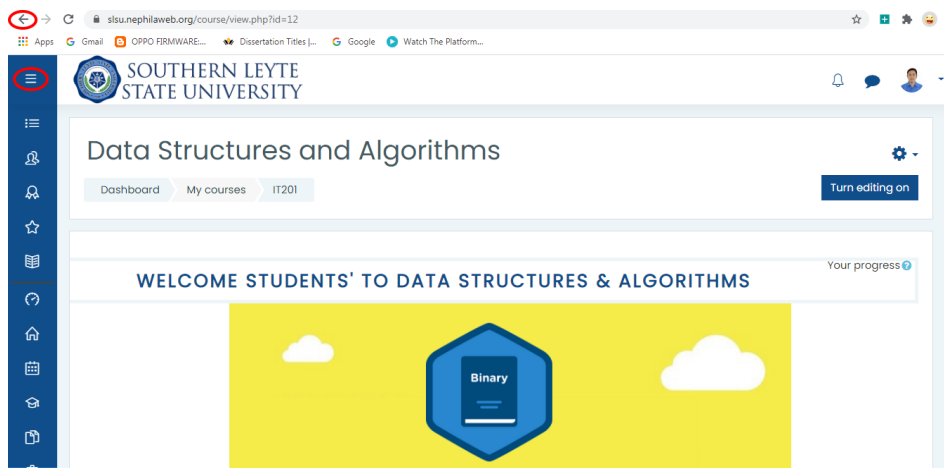 slsu.nephilaweb.org/course/view.php?id=12
Apps Gmail OPPO FIRMWARE:... Dissertation Titles |... Google Watch The Platform...
SOUTHERN LEYTE
STATE UNIVERSITY
Data Structures and Algorithms
Dashboard My courses IT201
Turn editing on
Your progress
WELCOME STUDENTS' TO DATA STRUCTURES & ALGORITHMS
Binary